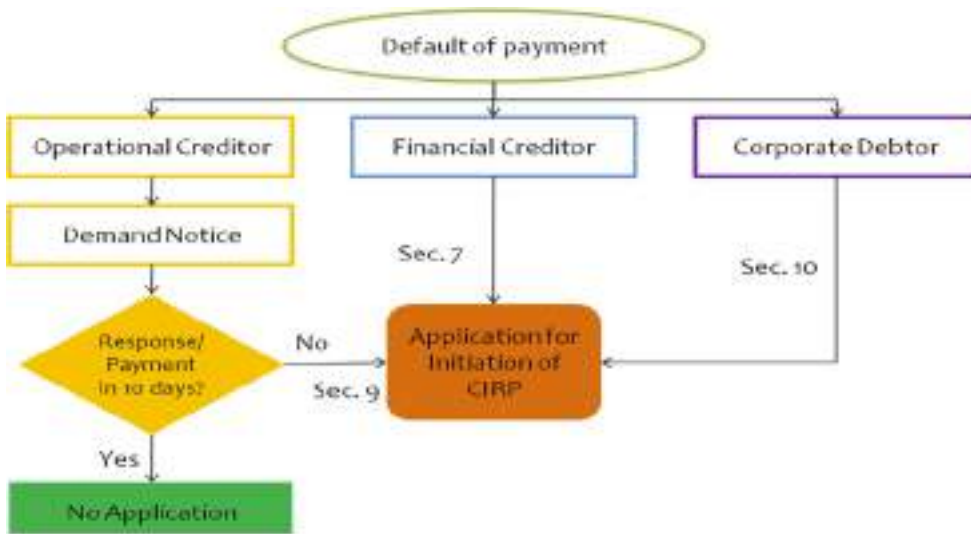 Default of payment
Operational Creditor
Financial Creditor
Corporate Debtor
Demand Notice
Sec. 7
Sec. 10
Response/
Payment
in 10 days?
No
Sec. 9
Application for
Initiation of
CIRP
Yes
No Application